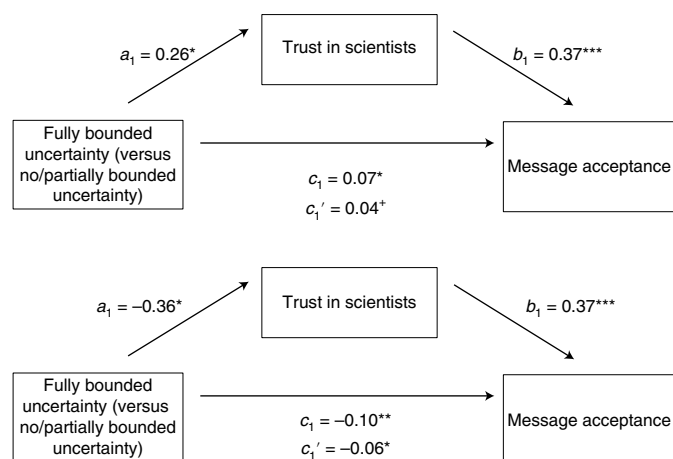 Trust in scientists
a₁ = 0.26*
b₁ = 0.37***
Fully bounded
uncertainty (versus
no/partially bounded
uncertainty)
Message acceptance
c₁ = 0.07*
c₁′ = 0.04⁺
Trust in scientists
a₁ = –0.36*
b₁ = 0.37***
Fully bounded
uncertainty (versus
no/partially bounded
uncertainty)
Message acceptance
c₁ = –0.10**
c₁′ = –0.06*